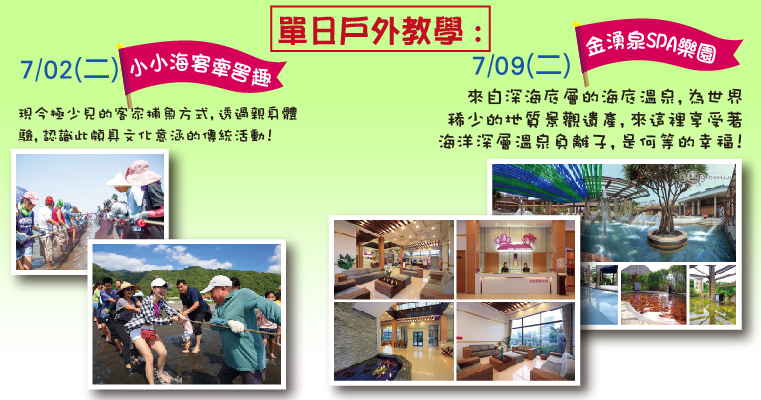 單日戶外教學：
7/02(二)
小小海客牽罟趣
現今極少見的客家捕魚方式，透過親身體
驗，認識此頗具文化意涵的傳統活動！
7/09(二)
金湧泉SPA樂園
來自深海底層的海底溫泉，為世界
稀少的地質景觀遺產，來這裡享受著
海洋深層溫泉負離子，是何等的幸福！